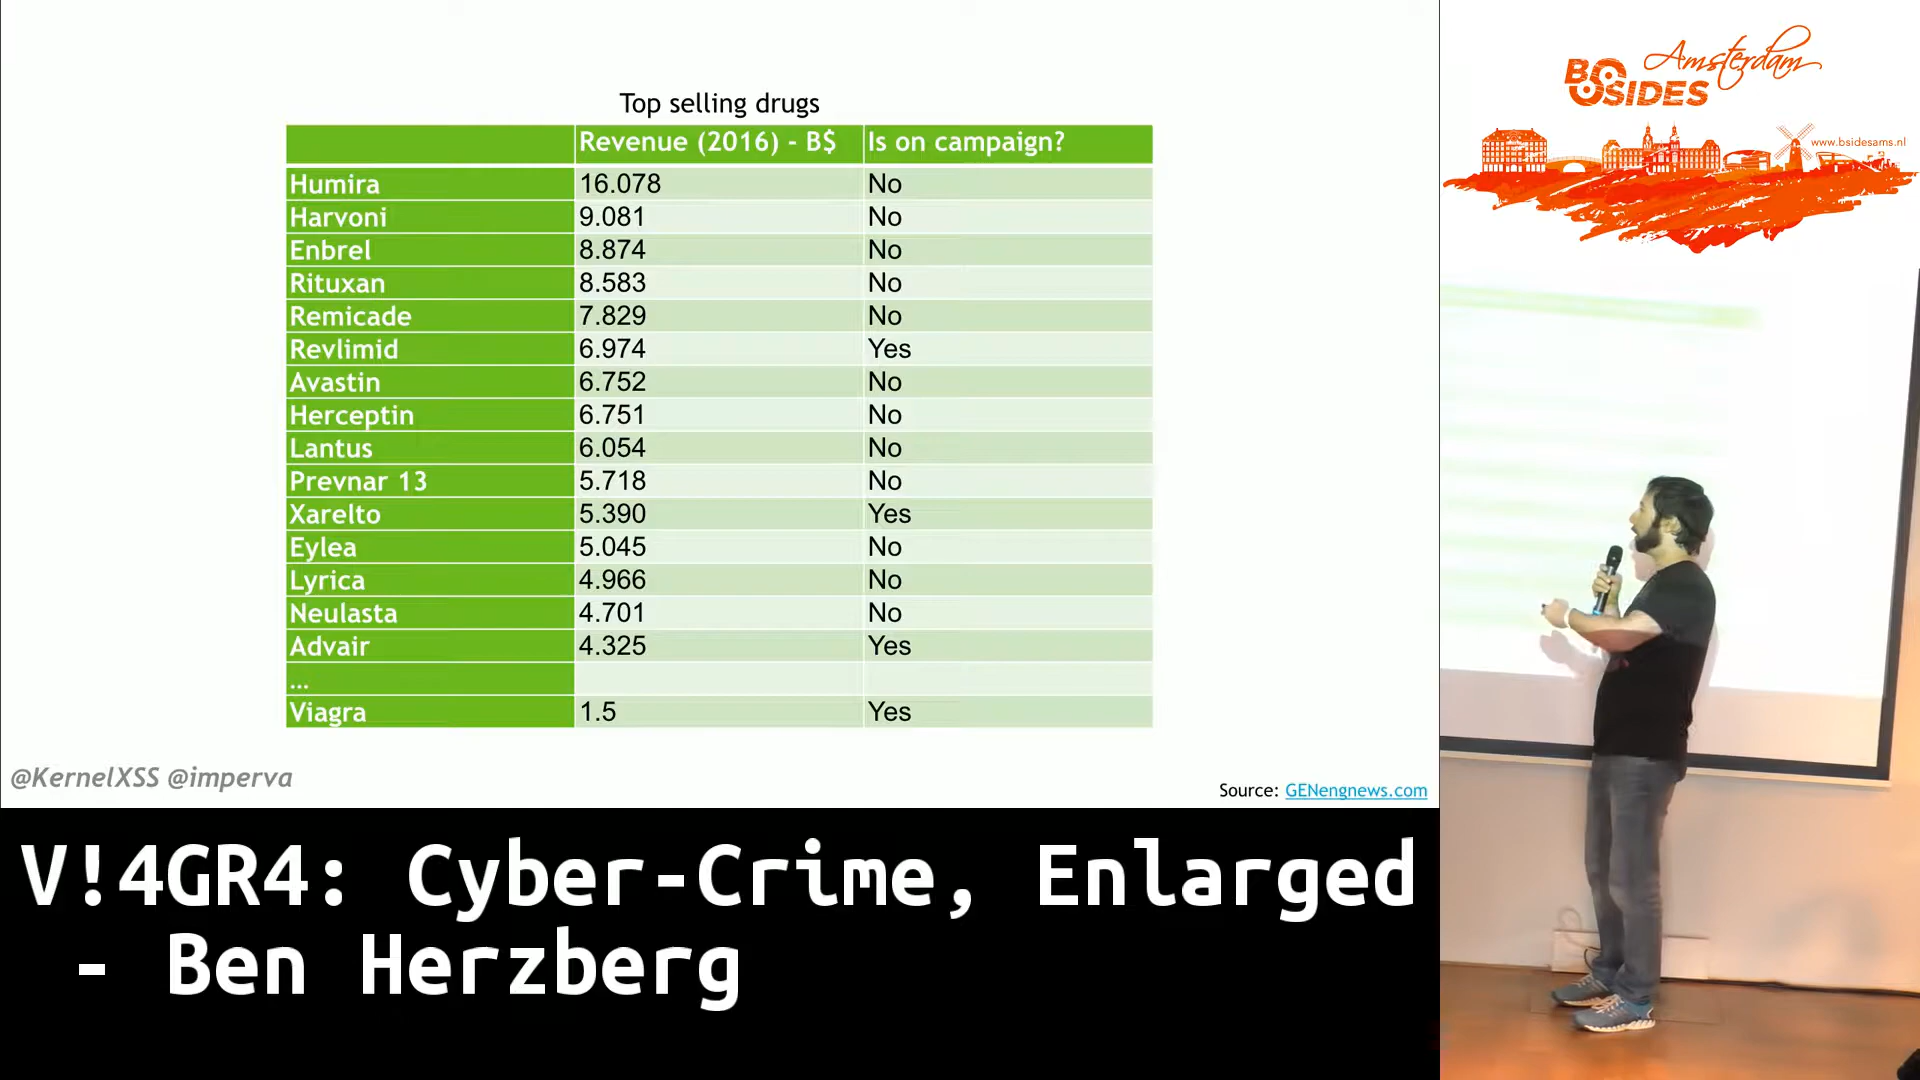 Top selling drugs
Revenue (2016) - B$ Is on campaign?
Humira 16.078 No
Harvoni 9.081 No
Enbrel 8.874 No
Rituxan 8.583 No
Remicade 7.829 No
Revlimid 6.974 Yes
Avastin 6.752 No
Herceptin 6.751 No
Lantus 6.054 No
Prevnar 13 5.718 No
Xarelto 5.390 Yes
Eylea 5.045 No
Lyrica 4.966 No
Neulasta 4.701 No
Advair 4.325 Yes
...
Viagra 1.5 Yes
@KernelXSS @imperva
Source: GENengnews.com
V!4GR4: Cyber-Crime, Enlarged
- Ben Herzberg
Amsterdam
BSIDES
www.bsidesams.nl